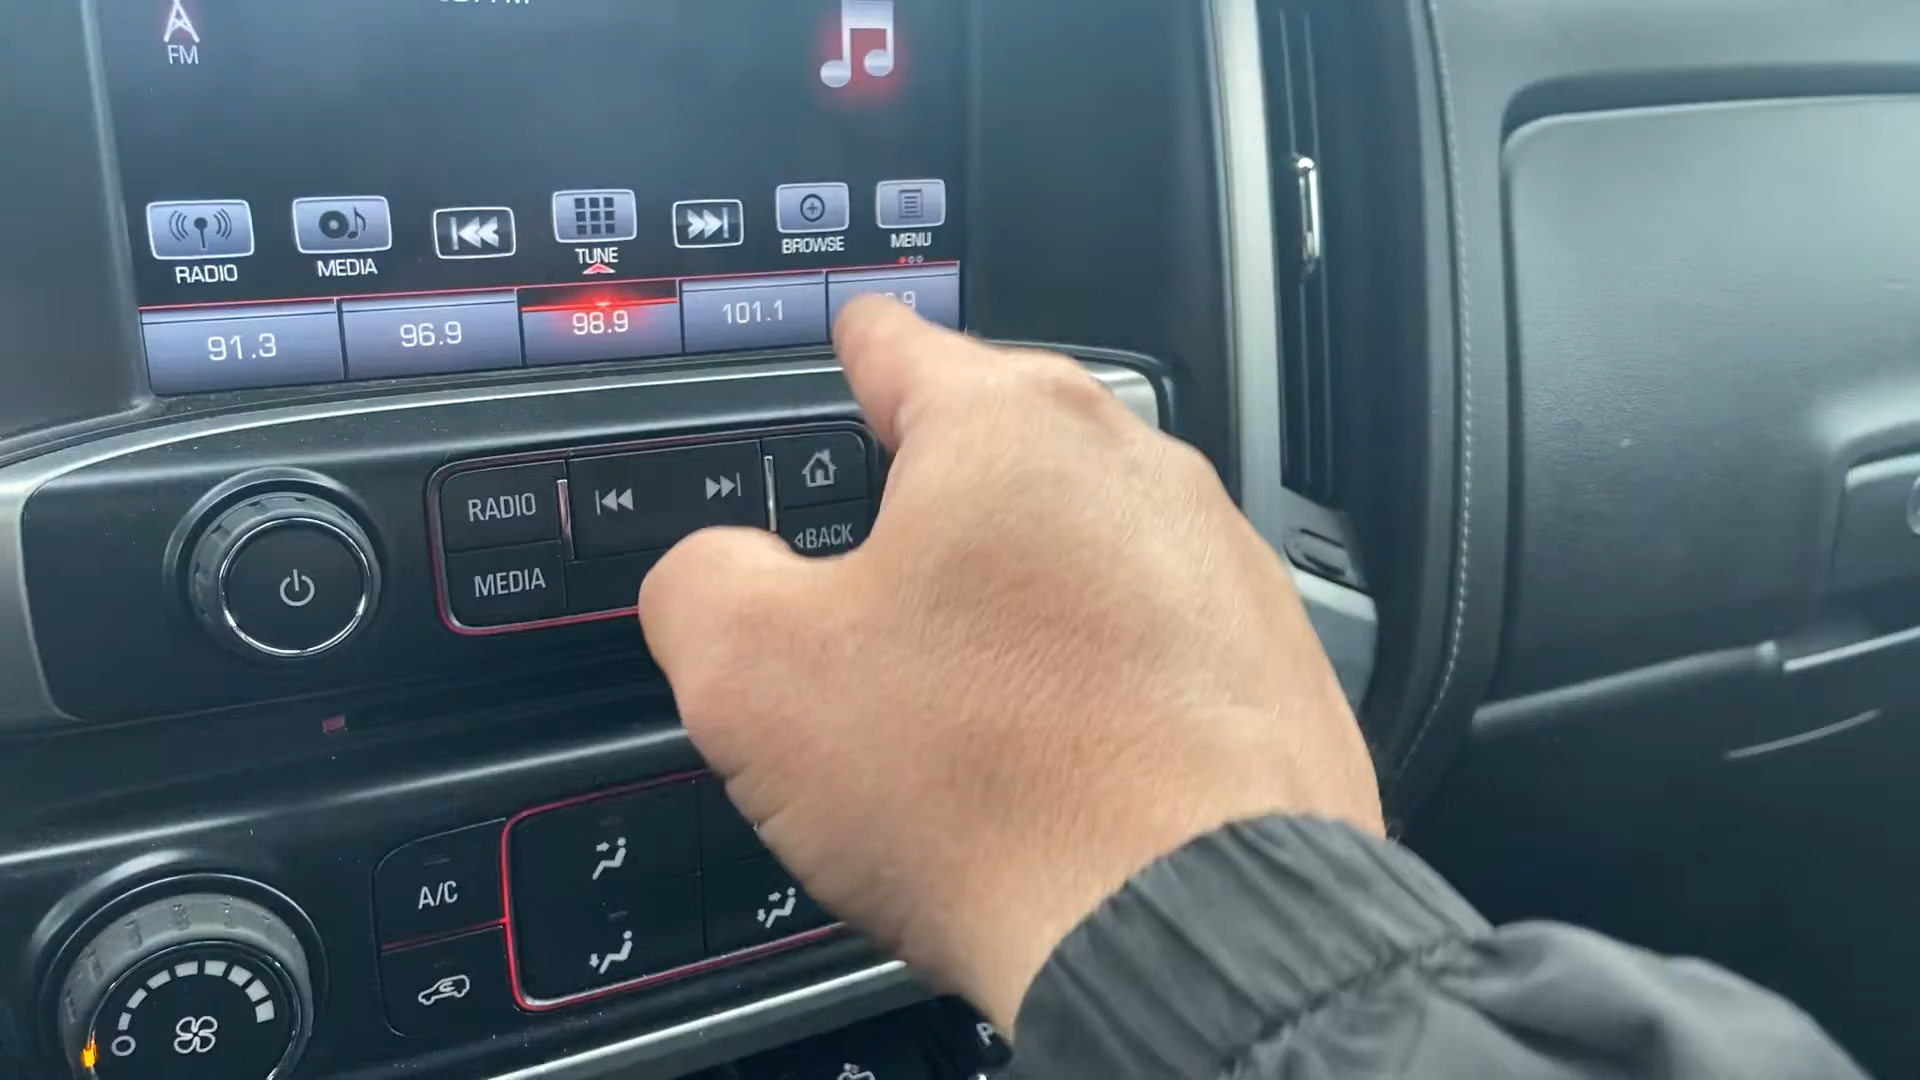 FM
RADIO
MEDIA
TUNE
BROWSE
MENU
91.3
96.9
98.9
101.1
RADIO
MEDIA
BACK
A/C